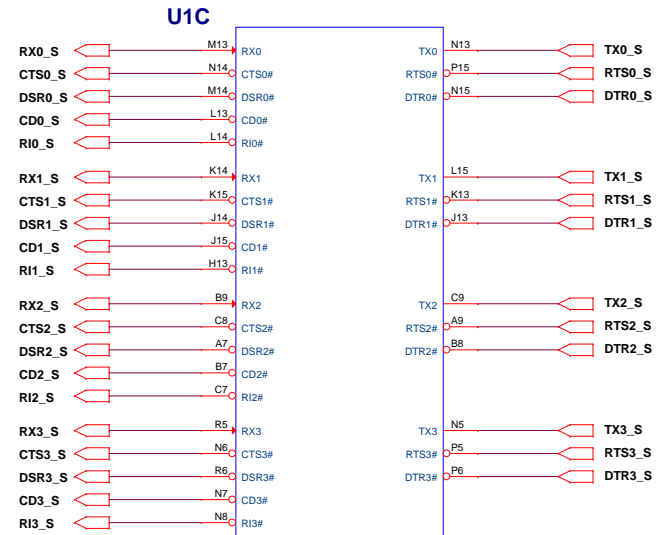 U1C
RX0_S M13 RX0 TX0 N13 TX0_S
CTS0_S N14 CTS0# RTS0# P15 RTS0_S
DSR0_S M14 DSR0# DTR0# N15 DTR0_S
CD0_S L13 CD0#
RI0_S L14 RI0#
RX1_S K14 RX1 TX1 L15 TX1_S
CTS1_S K15 CTS1# RTS1# K13 RTS1_S
DSR1_S J14 DSR1# DTR1# J13 DTR1_S
CD1_S J15 CD1#
RI1_S H13 RI1#
RX2_S B9 RX2 TX2 C9 TX2_S
CTS2_S C8 CTS2# RTS2# A9 RTS2_S
DSR2_S A7 DSR2# DTR2# B8 DTR2_S
CD2_S B7 CD2#
RI2_S C7 RI2#
RX3_S R5 RX3 TX3 N5 TX3_S
CTS3_S N6 CTS3# RTS3# P5 RTS3_S
DSR3_S R6 DSR3# DTR3# P6 DTR3_S
CD3_S N7 CD3#
RI3_S N8 RI3#